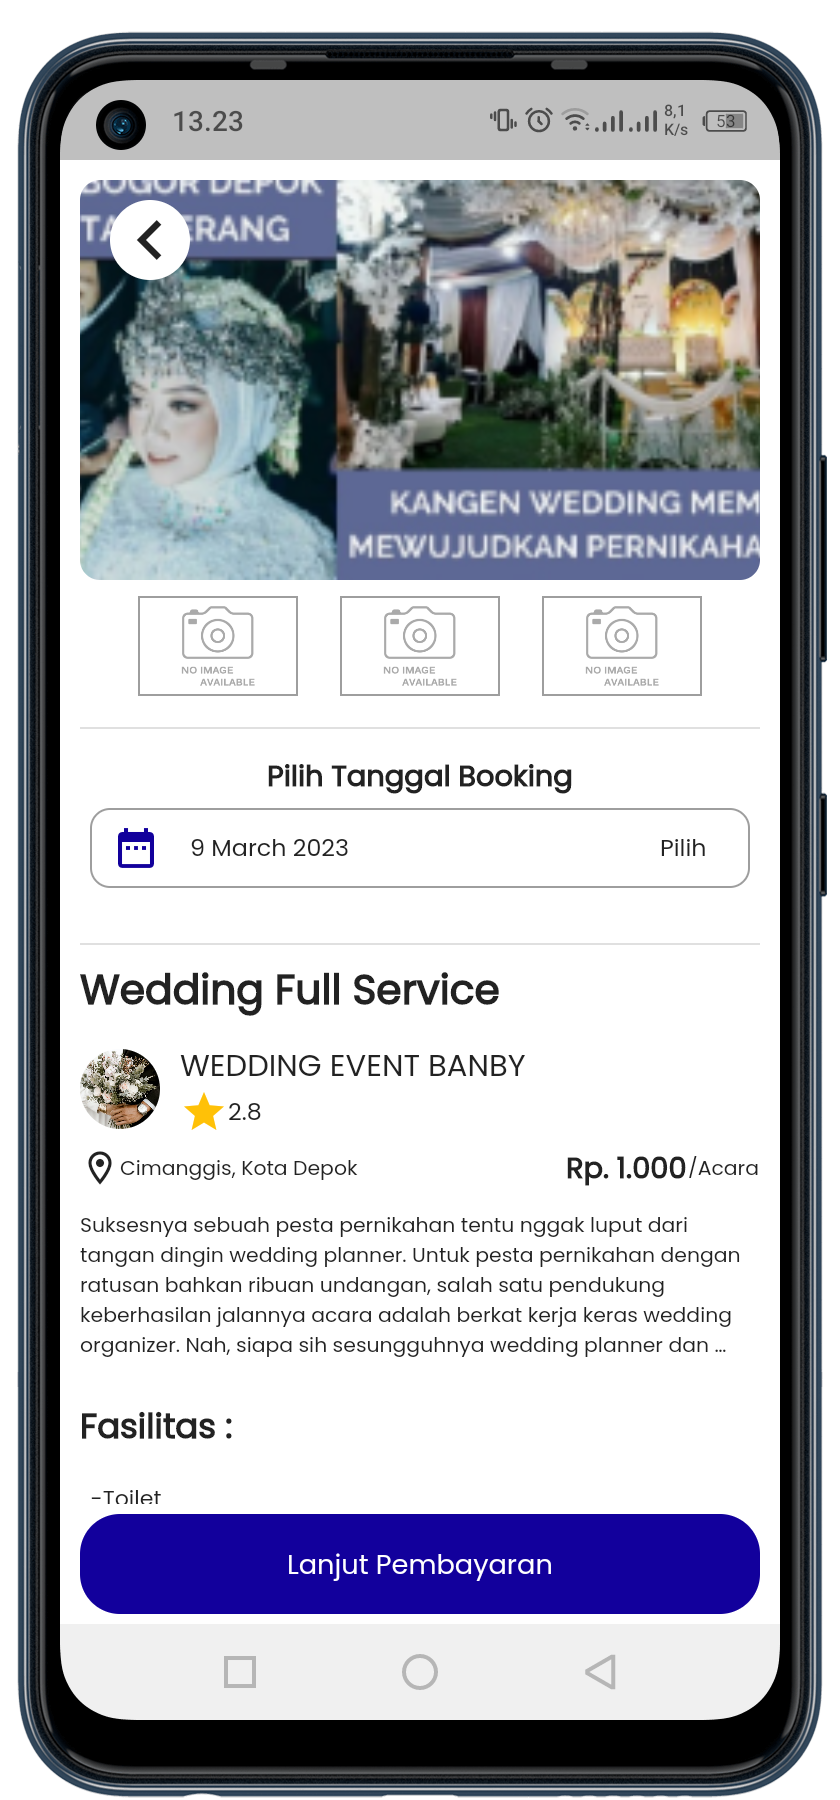 13.23
8,1
K/s
53
BOGOR DEPOK
TA ERANG
KANGEN WEDDING MEM
MEWUJUDKAN PERNIKAHA
NO IMAGE
AVAILABLE
NO IMAGE
AVAILABLE
NO IMAGE
AVAILABLE
Pilih Tanggal Booking
9 March 2023 Pilih
Wedding Full Service
WEDDING EVENT BANBY
2.8
Cimanggis, Kota Depok Rp. 1.000/Acara
Suksesnya sebuah pesta pernikahan tentu nggak luput dari
tangan dingin wedding planner. Untuk pesta pernikahan dengan
ratusan bahkan ribuan undangan, salah satu pendukung
keberhasilan jalannya acara adalah berkat kerja keras wedding
organizer. Nah, siapa sih sesungguhnya wedding planner dan ...
Fasilitas :
-Toilet
Lanjut Pembayaran